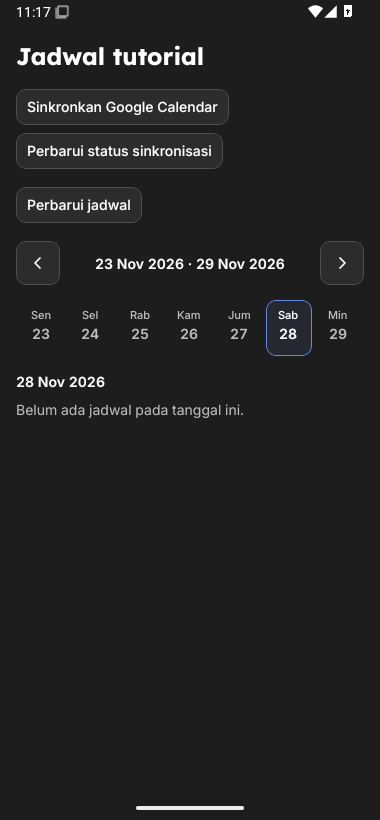 11:17
Jadwal tutorial
Sinkronkan Google Calendar
Perbarui status sinkronisasi
Perbarui jadwal
23 Nov 2026 · 29 Nov 2026
Sen Sel Rab Kam Jum Sab Min
23 24 25 26 27 28 29
28 Nov 2026
Belum ada jadwal pada tanggal ini.